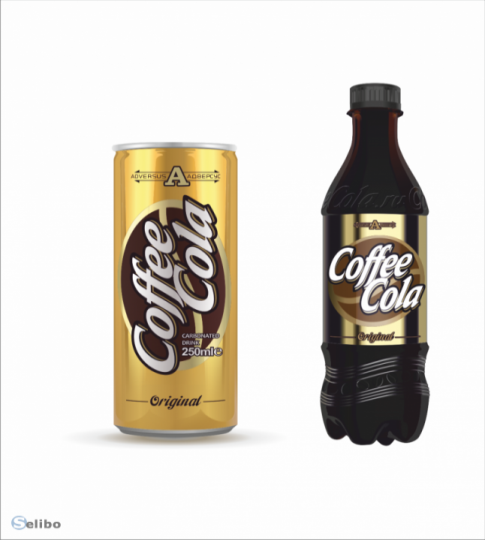 ADVERSUS A АДВЕРСУС
Coffee
Cola
CARBONATED
DRINK
250ml℮
Original
A
Coffee
Cola
Original
Selibo